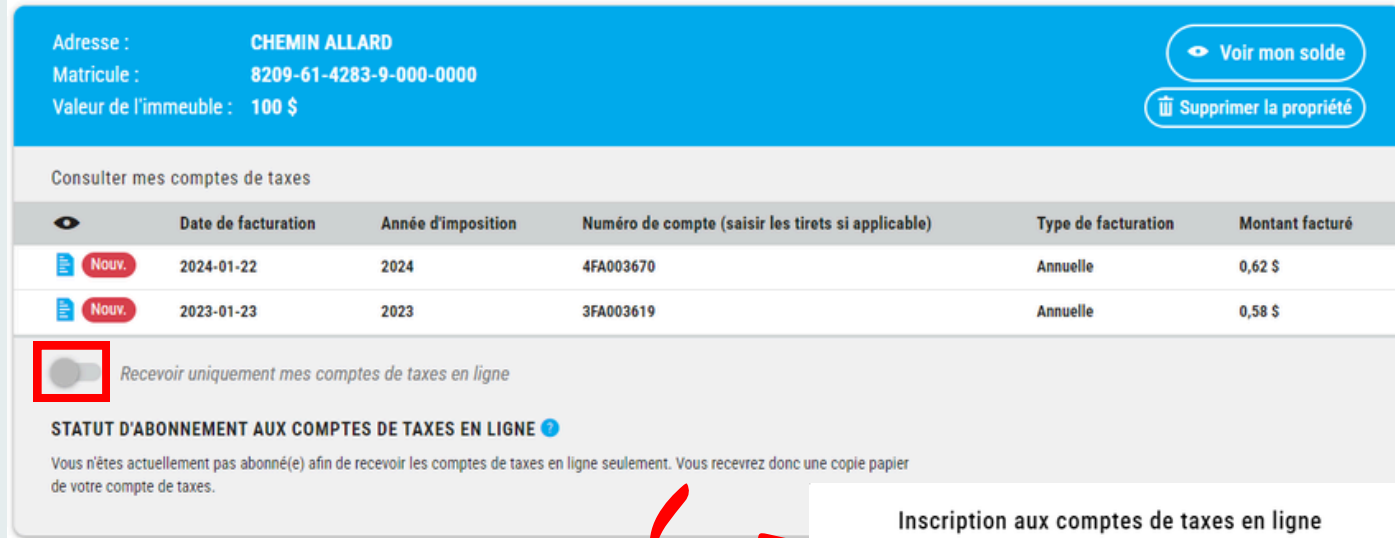 Adresse : CHEMIN ALLARD
Voir mon solde
Matricule : 8209-61-4283-9-000-0000
Valeur de l'immeuble : 100 $
Supprimer la propriété
Consulter mes comptes de taxes
Date de facturation Année d'imposition Numéro de compte (saisir les tirets si applicable) Type de facturation Montant facturé
Nouv. 2024-01-22 2024 4FA003670 Annuelle 0,62 $
Nouv. 2023-01-23 2023 3FA003619 Annuelle 0,58 $
Recevoir uniquement mes comptes de taxes en ligne
STATUT D'ABONNEMENT AUX COMPTES DE TAXES EN LIGNE ?
Vous n'êtes actuellement pas abonné(e) afin de recevoir les comptes de taxes en ligne seulement. Vous recevrez donc une copie papier
de votre compte de taxes.
Inscription aux comptes de taxes en ligne